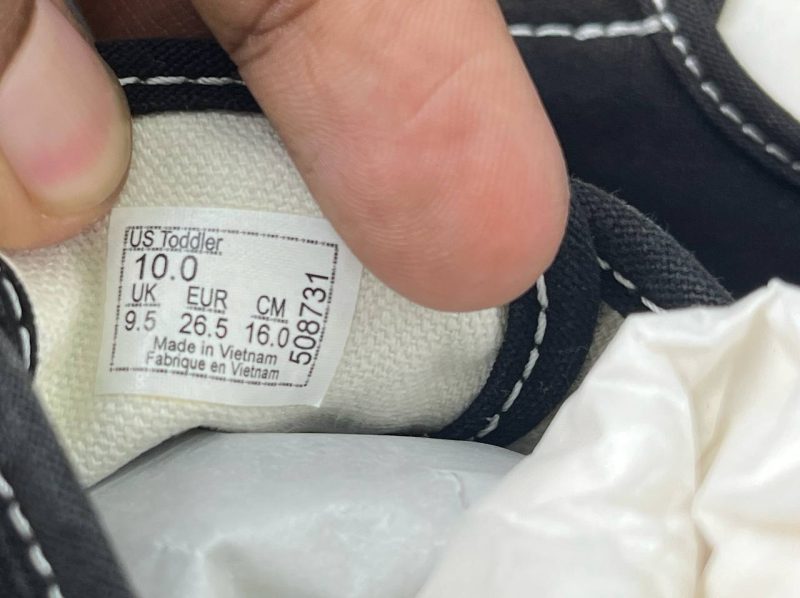 US Toddler
10.0
UK EUR CM
9.5 26.5 16.0
Made in Vietnam
Fabrique en Vietnam
508731